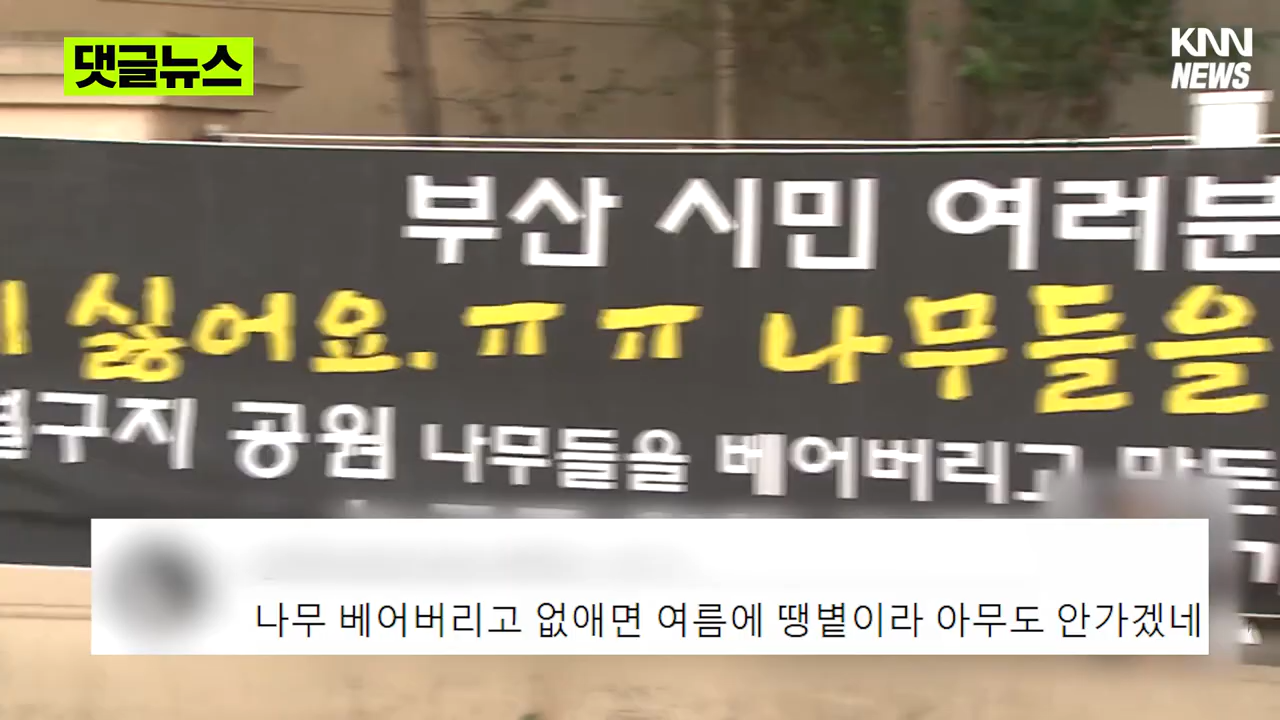 댓글뉴스
KNN
NEWS
부산 시민 여러분
싫어요.ㅠㅠ 나무들을
구지 공원 나무들을 베어버리고
나무 베어버리고 없애면 여름에 땡볕이라 아무도 안가겠네